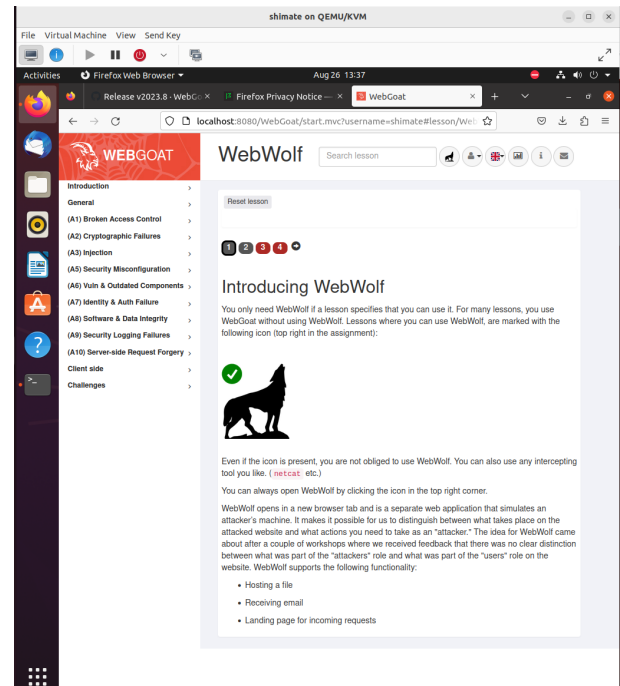 shimate on QEMU/KVM
File Virtual Machine View Send Key
Activities Firefox Web Browser Aug 26 13:37
Release v2023.8 · WebGo
Firefox Privacy Notice —
WebGoat
localhost:8080/WebGoat/start.mvc?username=shimate#lesson/Web
WEBGOAT
WebWolf
Search lesson
Introduction
General
(A1) Broken Access Control
(A2) Cryptographic Failures
(A3) Injection
(A5) Security Misconfiguration
(A6) Vuln & Outdated Components
(A7) Identity & Auth Failure
(A8) Software & Data Integrity
(A9) Security Logging Failures
(A10) Server-side Request Forgery
Client side
Challenges
Reset lesson
1 2 3 4
Introducing WebWolf
You only need WebWolf if a lesson specifies that you can use it. For many lessons, you use
WebGoat without using WebWolf. Lessons where you can use WebWolf, are marked with the
following icon (top right in the assignment):
Even if the icon is present, you are not obliged to use WebWolf. You can also use any intercepting
tool you like. ( netcat etc.)
You can always open WebWolf by clicking the icon in the top right corner.
WebWolf opens in a new browser tab and is a separate web application that simulates an
attacker's machine. It makes it possible for us to distinguish between what takes place on the
attacked website and what actions you need to take as an "attacker." The idea for WebWolf came
about after a couple of workshops where we received feedback that there was no clear distinction
between what was part of the "attackers" role and what was part of the "users" role on the
website. WebWolf supports the following functionality:
• Hosting a file
• Receiving email
• Landing page for incoming requests